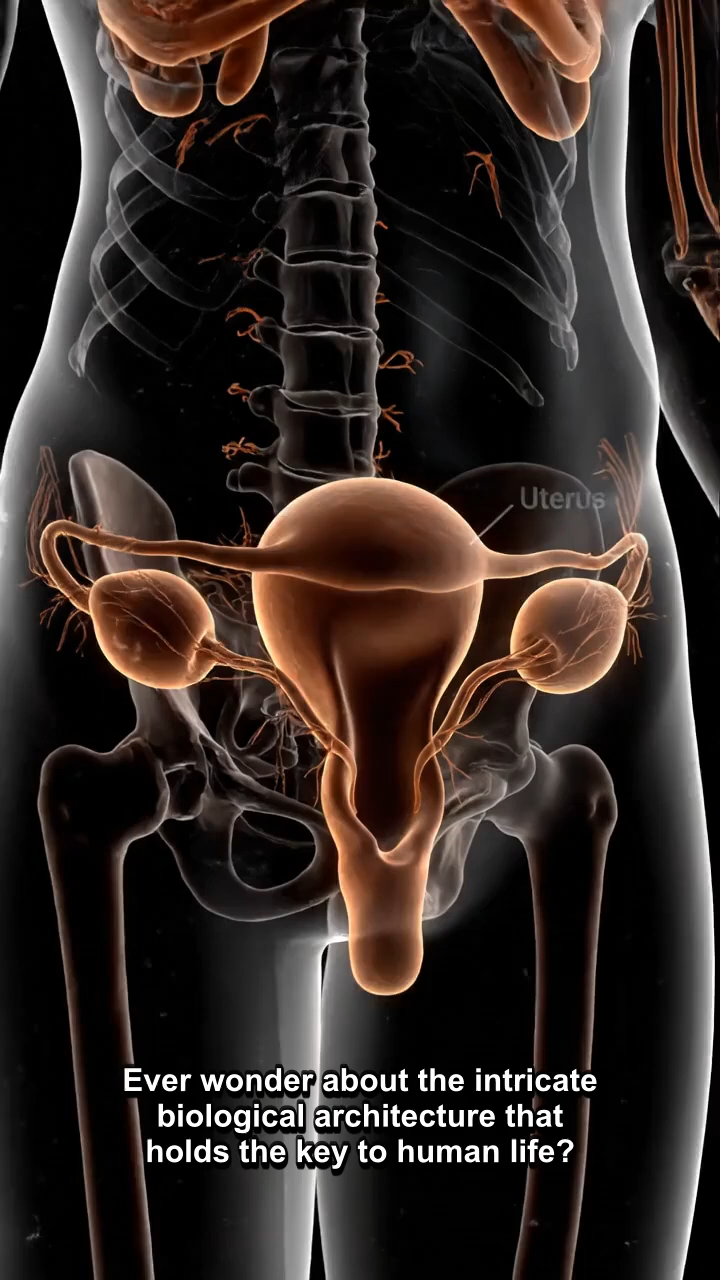 Uterus
Ever wonder about the intricate
biological architecture that
holds the key to human life?